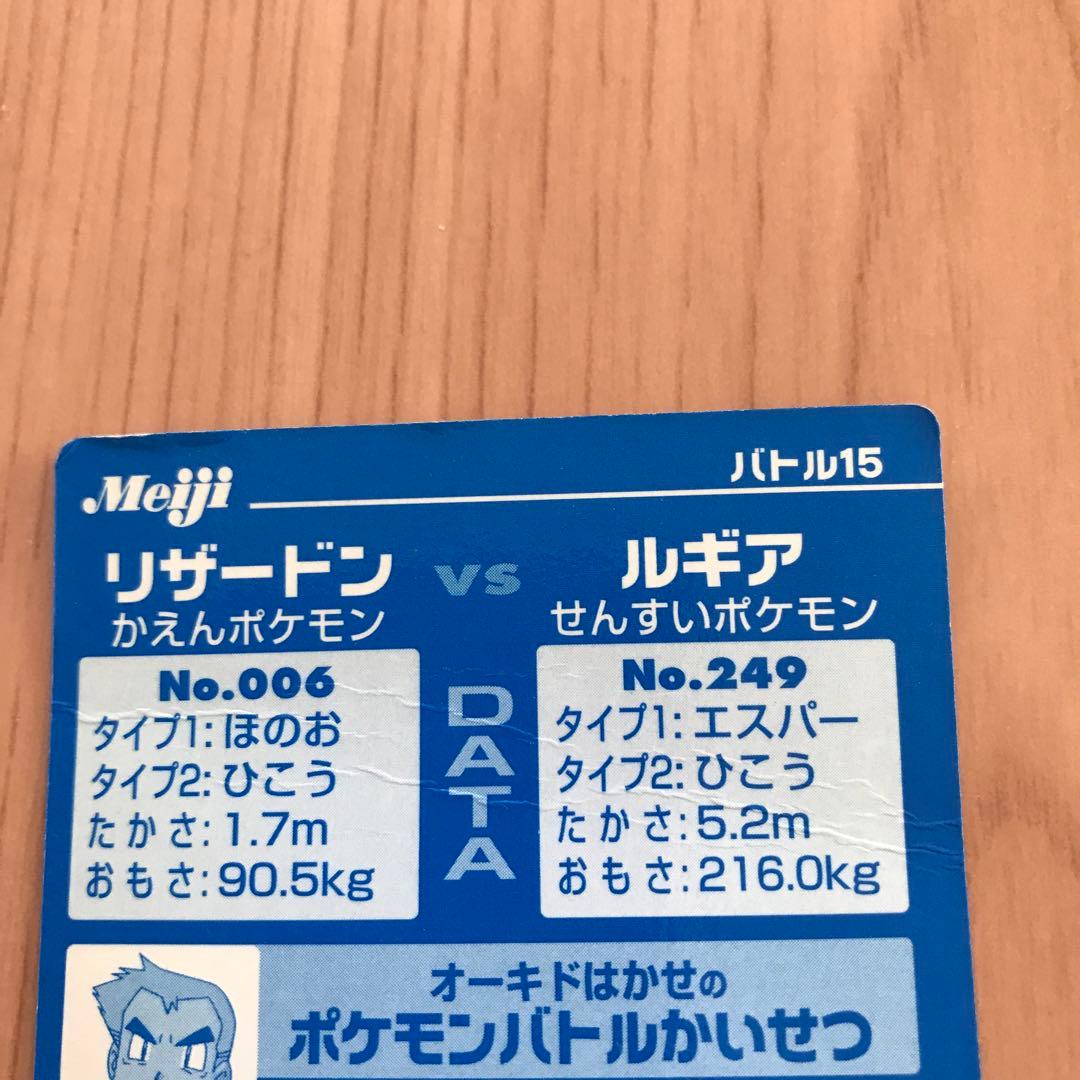 Meiji
バトル15
リザードン vs ルギア
かえんポケモン
せんすいポケモン
DATA
No.006
タイプ1:ほのお
タイプ2:ひこう
たかさ:1.7m
おもさ:90.5kg
No.249
タイプ1:エスパー
タイプ2:ひこう
たかさ:5.2m
おもさ:216.0kg
オーキドはかせの
ポケモンバトルかいせつ